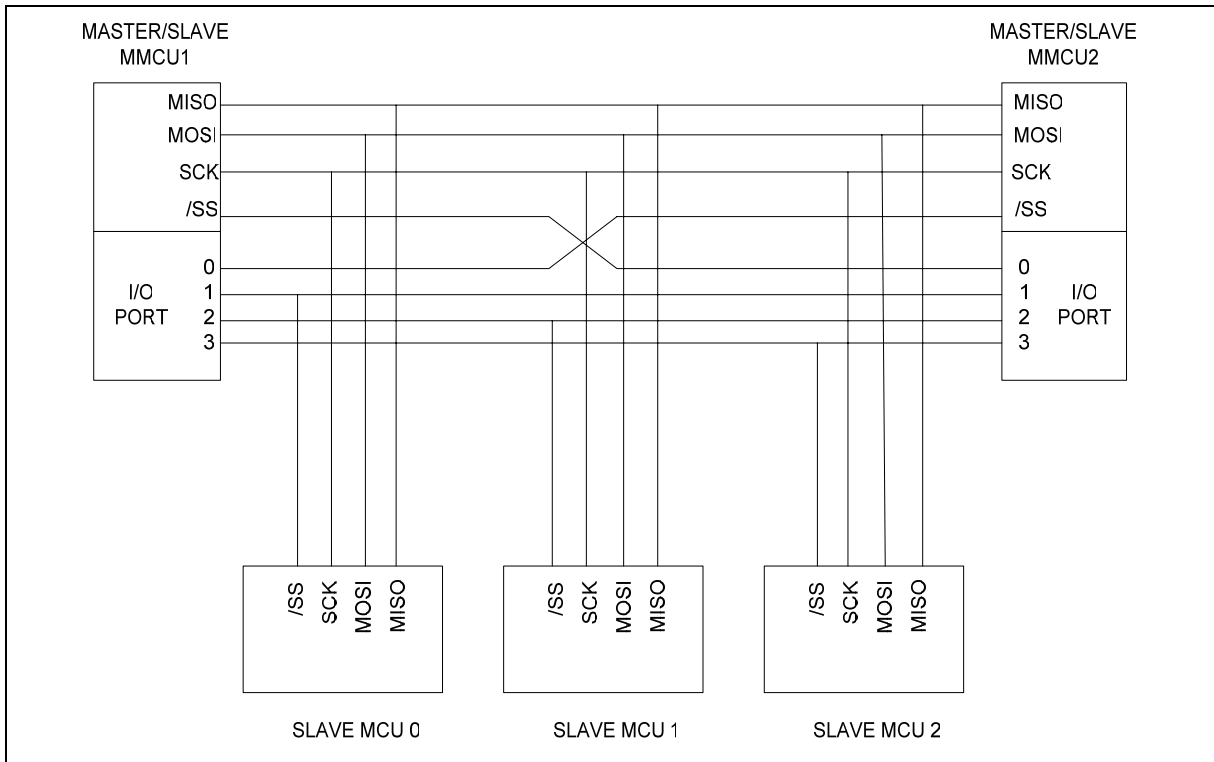 MASTER/SLAVE
MMCU1
MISO
MOSI
SCK
/SS
I/O
PORT
0
1
2
3
MASTER/SLAVE
MMCU2
MISO
MOSI
SCK
/SS
0
1
2
3
I/O
PORT
/SS
SCK
MOSI
MISO
SLAVE MCU 0
/SS
SCK
MOSI
MISO
SLAVE MCU 1
/SS
SCK
MOSI
MISO
SLAVE MCU 2